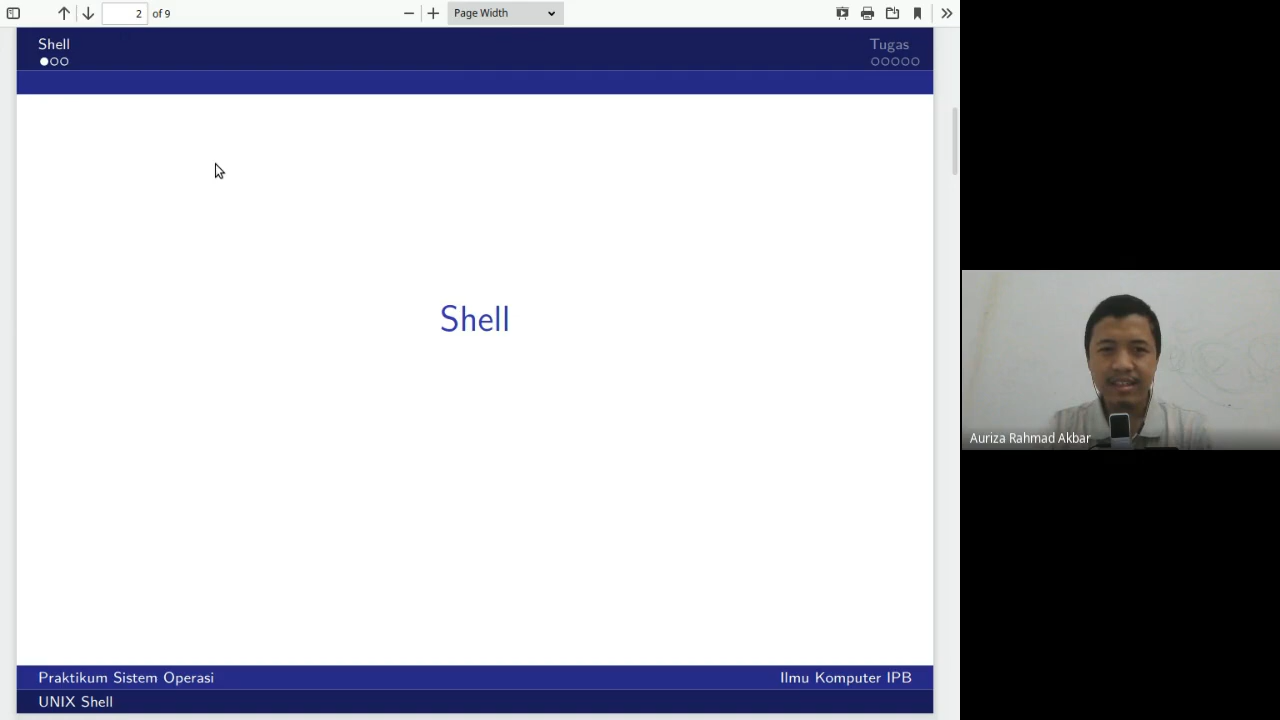 2 of 9
Page Width
Shell
Tugas
Shell
Praktikum Sistem Operasi
Ilmu Komputer IPB
UNIX Shell
Auriza Rahmad Akbar